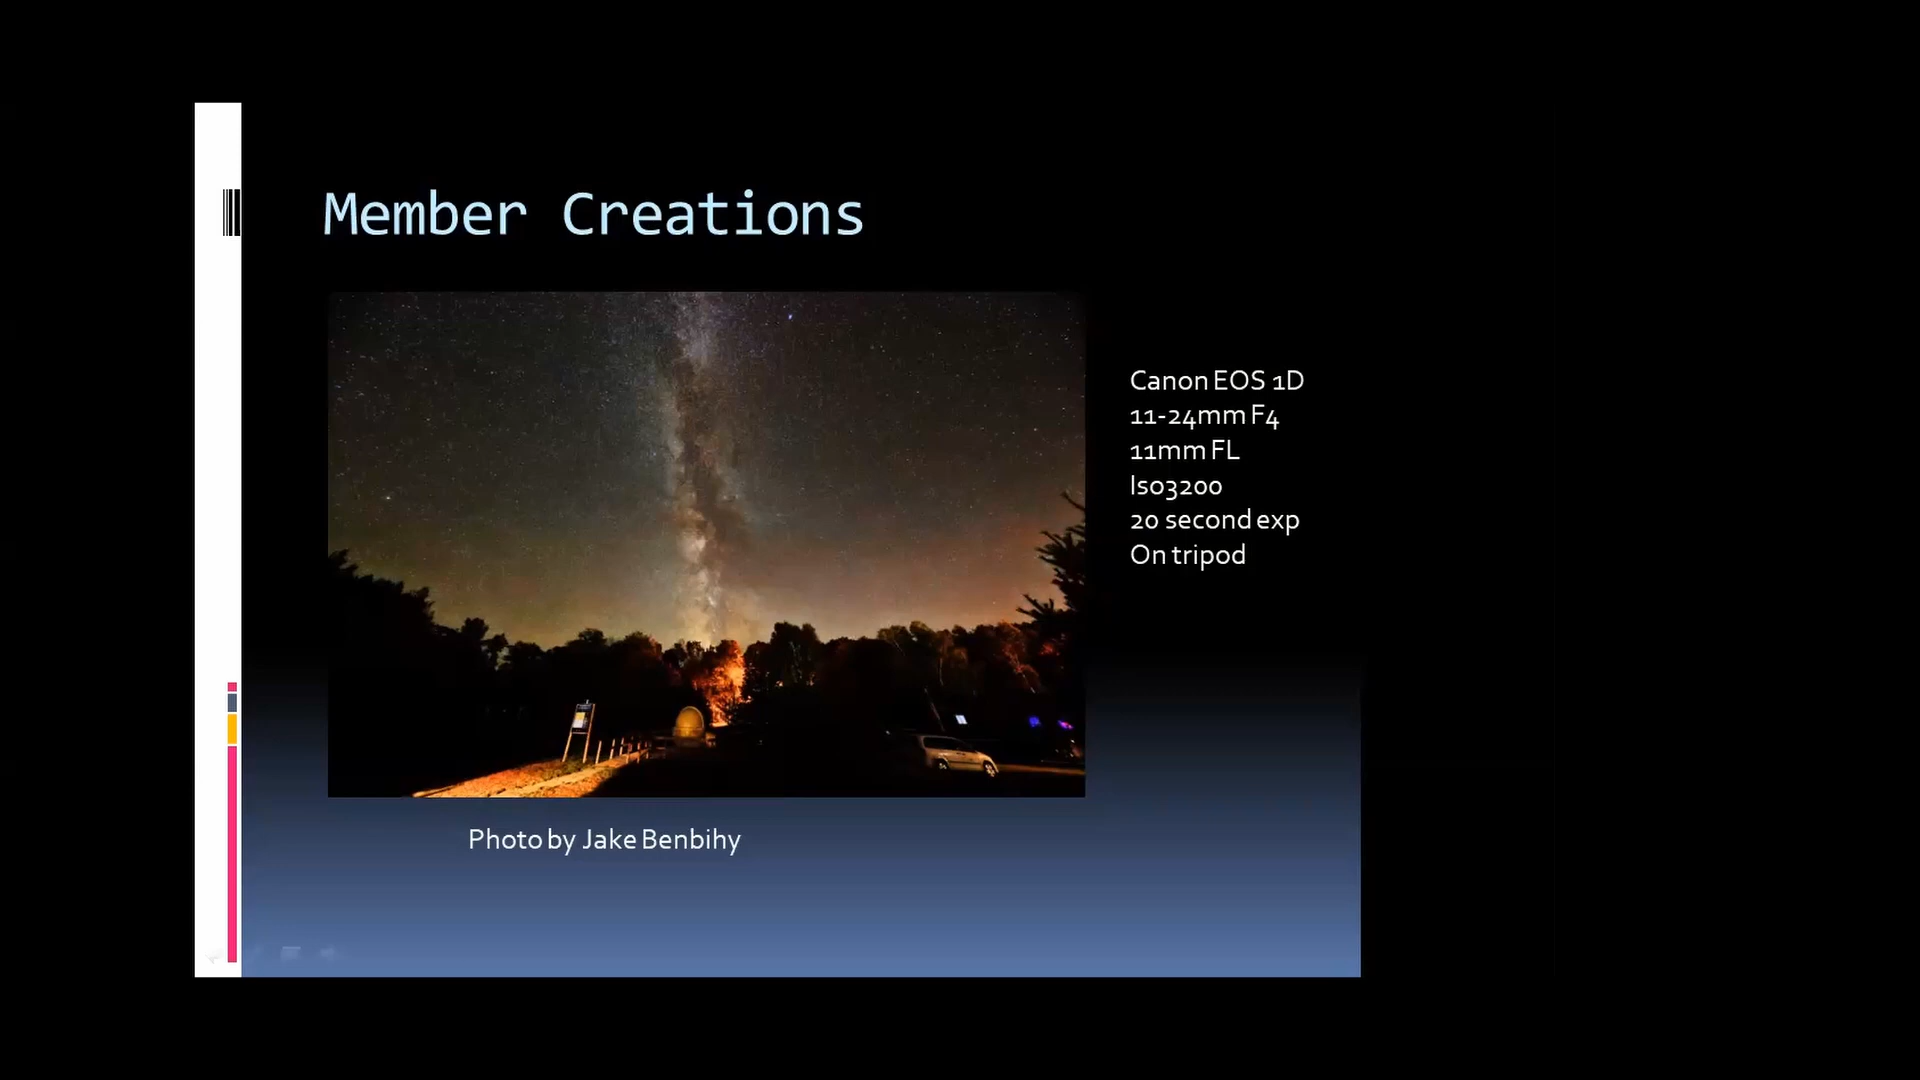 Member Creations
Canon EOS 1D
11-24mm F4
11mm FL
Iso3200
20 second exp
On tripod
Photo by Jake Benbihy